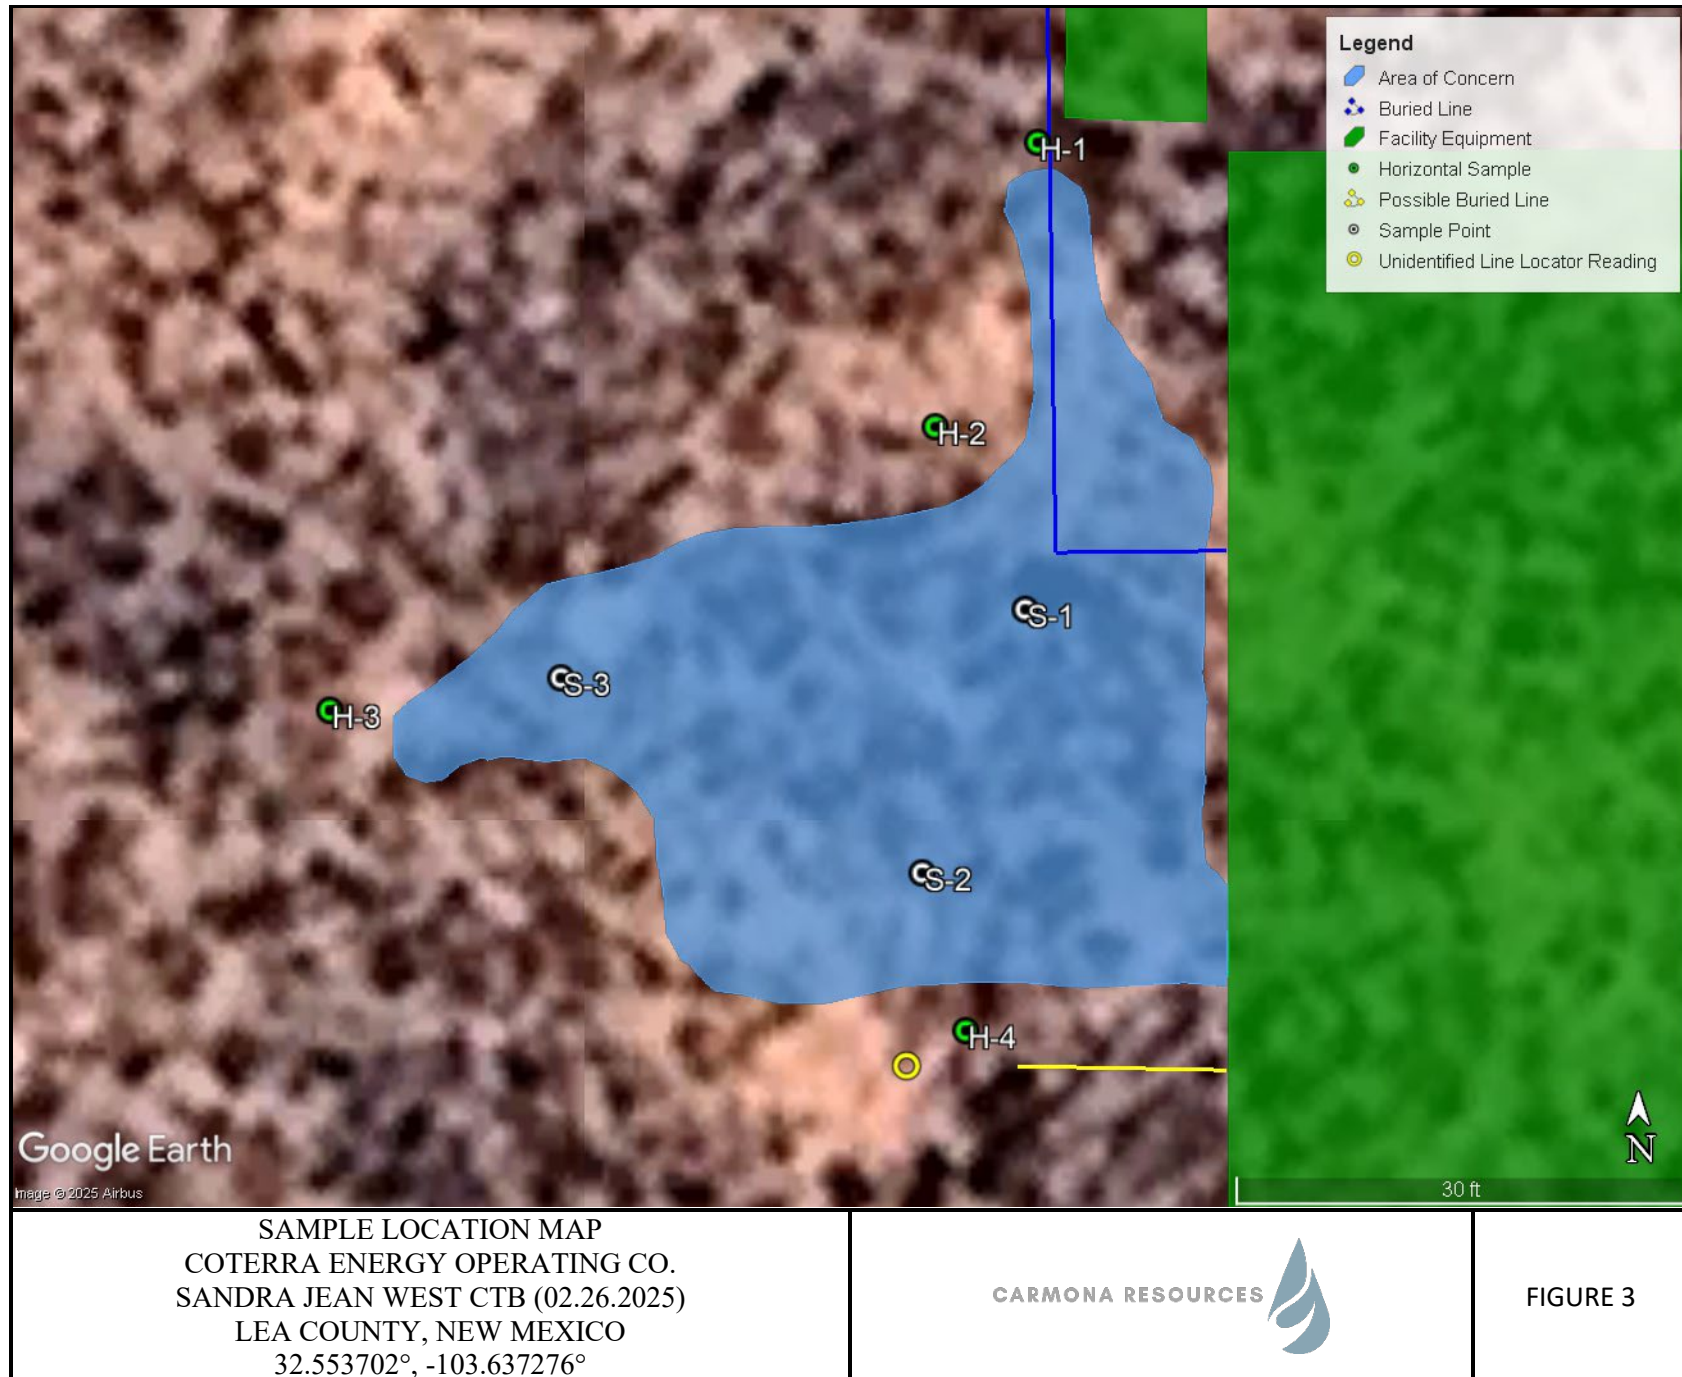 Legend
Area of Concern
Buried Line
Facility Equipment
Horizontal Sample
Possible Buried Line
Sample Point
Unidentified Line Locator Reading
H-1
H-2
S-1
S-3
H-3
S-2
H-4
Google Earth
Image © 2025 Airbus
N
30 ft
SAMPLE LOCATION MAP
COTERRA ENERGY OPERATING CO.
SANDRA JEAN WEST CTB (02.26.2025)
LEA COUNTY, NEW MEXICO
32.553702°, -103.637276°
CARMONA RESOURCES
FIGURE 3